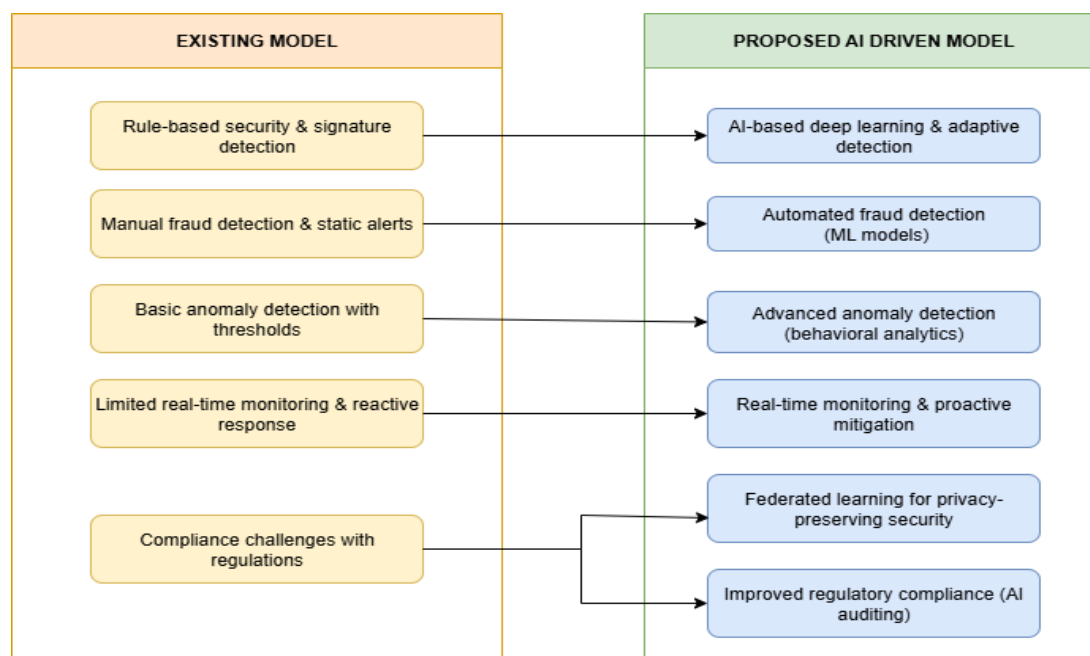 EXISTING MODEL
PROPOSED AI DRIVEN MODEL
Rule-based security & signature
detection
AI-based deep learning & adaptive
detection
Manual fraud detection & static alerts
Automated fraud detection
(ML models)
Basic anomaly detection with
thresholds
Advanced anomaly detection
(behavioral analytics)
Limited real-time monitoring & reactive
response
Real-time monitoring & proactive
mitigation
Compliance challenges with
regulations
Federated learning for privacy-
preserving security
Improved regulatory compliance (AI
auditing)